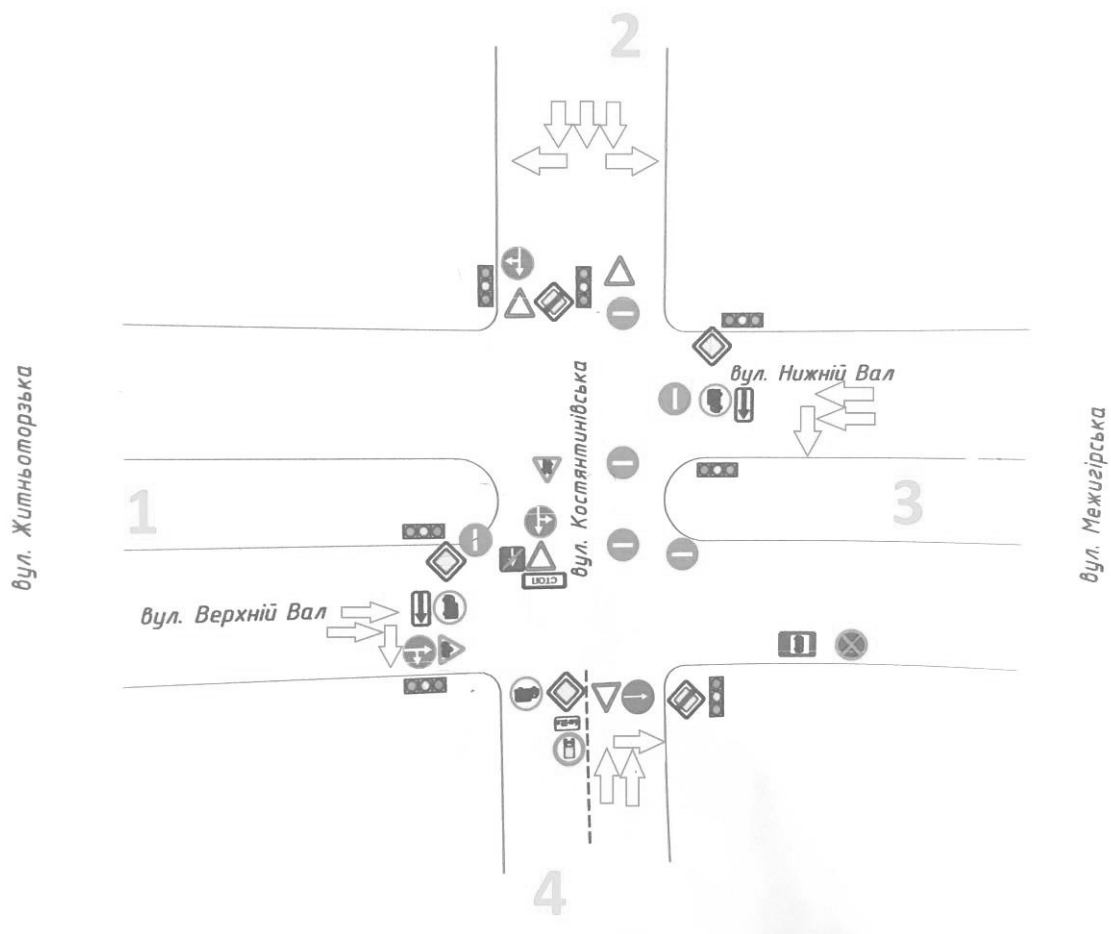 2
вул. Нижній Вал
вул. Житньоторзька
вул. Костянтинівська
вул. Межигірська
1
3
СТОП
вул. Верхній Вал
4